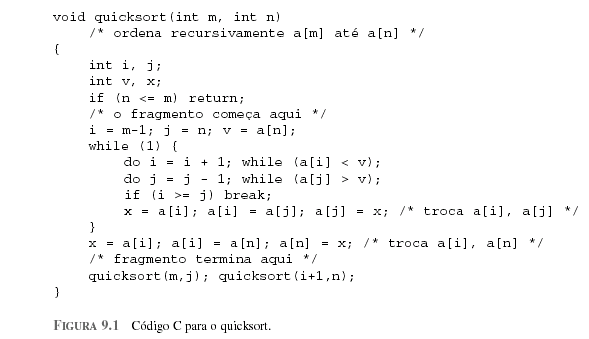 void quicksort(int m, int n)
/* ordena recursivamente a[m] até a[n] */
{
int i, j;
int v, x;
if (n <= m) return;
/* o fragmento começa aqui */
i = m-1; j = n; v = a[n];
while (1) {
do i = i + 1; while (a[i] < v);
do j = j - 1; while (a[j] > v);
if (i >= j) break;
x = a[i]; a[i] = a[j]; a[j] = x; /* troca a[i], a[j] */
}
x = a[i]; a[i] = a[n]; a[n] = x; /* troca a[i], a[n] */
/* fragmento termina aqui */
quicksort(m,j); quicksort(i+1,n);
}
FIGURA 9.1 Código C para o quicksort.